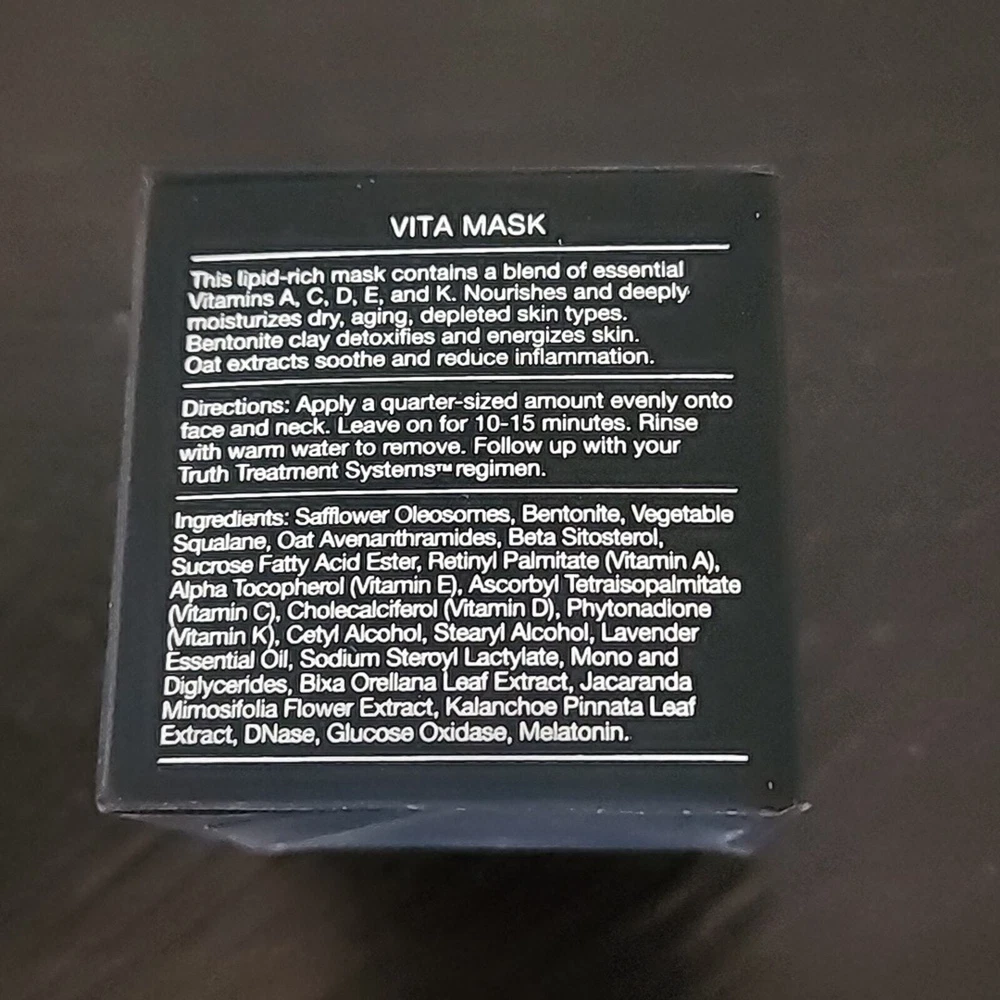 VITA MASK
This lipid-rich mask contains a blend of essential
Vitamins A, C, D, E, and K. Nourishes and deeply
moisturizes dry, aging, depleted skin types.
Bentonite clay detoxifies and energizes skin.
Oat extracts soothe and reduce inflammation.
Directions: Apply a quarter-sized amount evenly onto
face and neck. Leave on for 10-15 minutes. Rinse
with warm water to remove. Follow up with your
Truth Treatment Systems™ regimen.
Ingredients: Safflower Oleosomes, Bentonite, Vegetable
Squalane, Oat Avenanthramides, Beta Sitosterol,
Sucrose Fatty Acid Ester, Retinyl Palmitate (Vitamin A),
Alpha Tocopherol (Vitamin E), Ascorbyl Tetraisopalmitate
(Vitamin C), Cholecalciferol (Vitamin D), Phytonadione
(Vitamin K), Cetyl Alcohol, Stearyl Alcohol, Lavender
Essential Oil, Sodium Steroyl Lactylate, Mono and
Diglycerides, Bixa Orellana Leaf Extract, Jacaranda
Mimosifolia Flower Extract, Kalanchoe Pinnata Leaf
Extract, DNase, Glucose Oxidase, Melatonin.